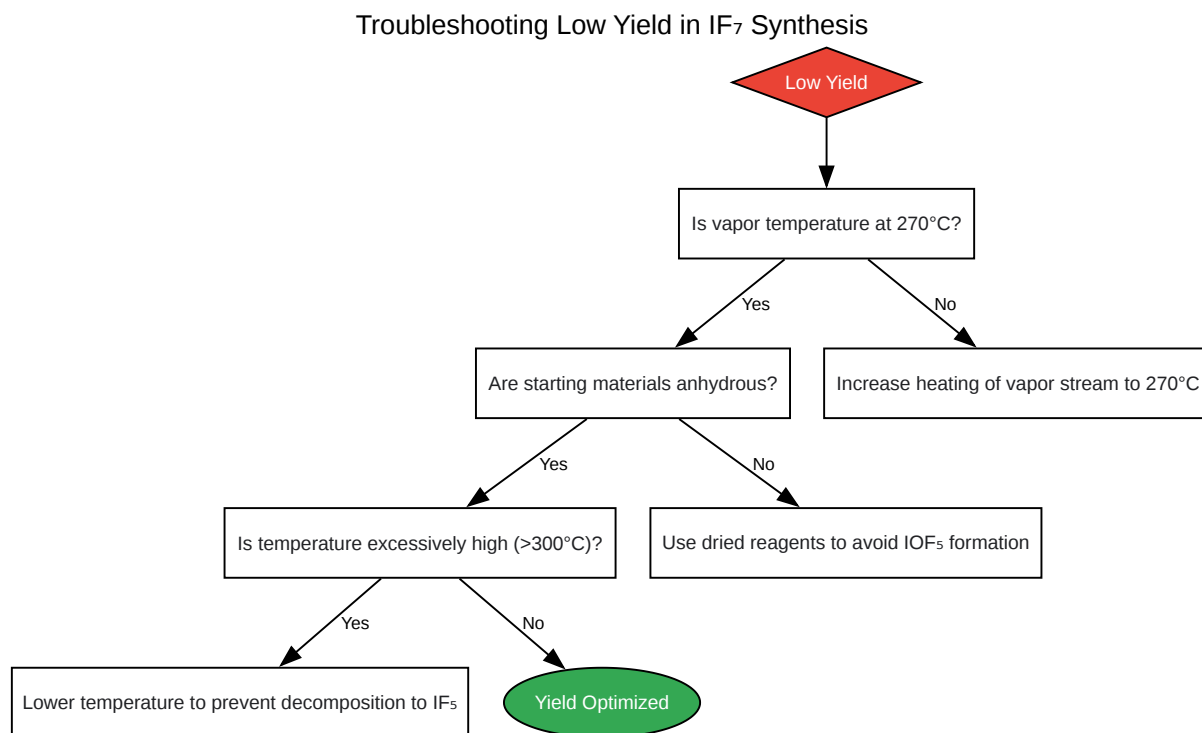 Troubleshooting Low Yield in IF₇ Synthesis
Low Yield
Is vapor temperature at 270°C?
Yes
No
Are starting materials anhydrous?
Increase heating of vapor stream to 270°C
Yes
No
Is temperature excessively high (>300°C)?
Use dried reagents to avoid IOF₅ formation
Yes
No
Lower temperature to prevent decomposition to IF₅
Yield Optimized